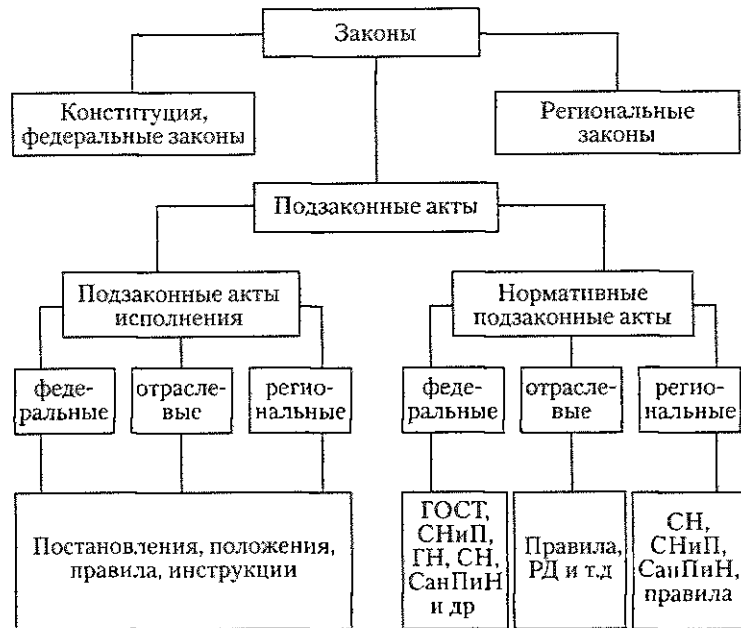 Законы
Конституция,
федеральные законы
Региональные
законы
Подзаконные акты
Подзаконные акты
исполнения
Нормативные
подзаконные акты
феде-
ральные
отрасле-
вые
регио-
нальные
феде-
ральные
отрасле-
вые
регио-
нальные
Постановления, положения,
правила, инструкции
ГОСТ,
СНиП,
ГН, СН,
СанПиН
и др
Правила,
РД и т.д
СН,
СНиП,
СанПиН,
правила